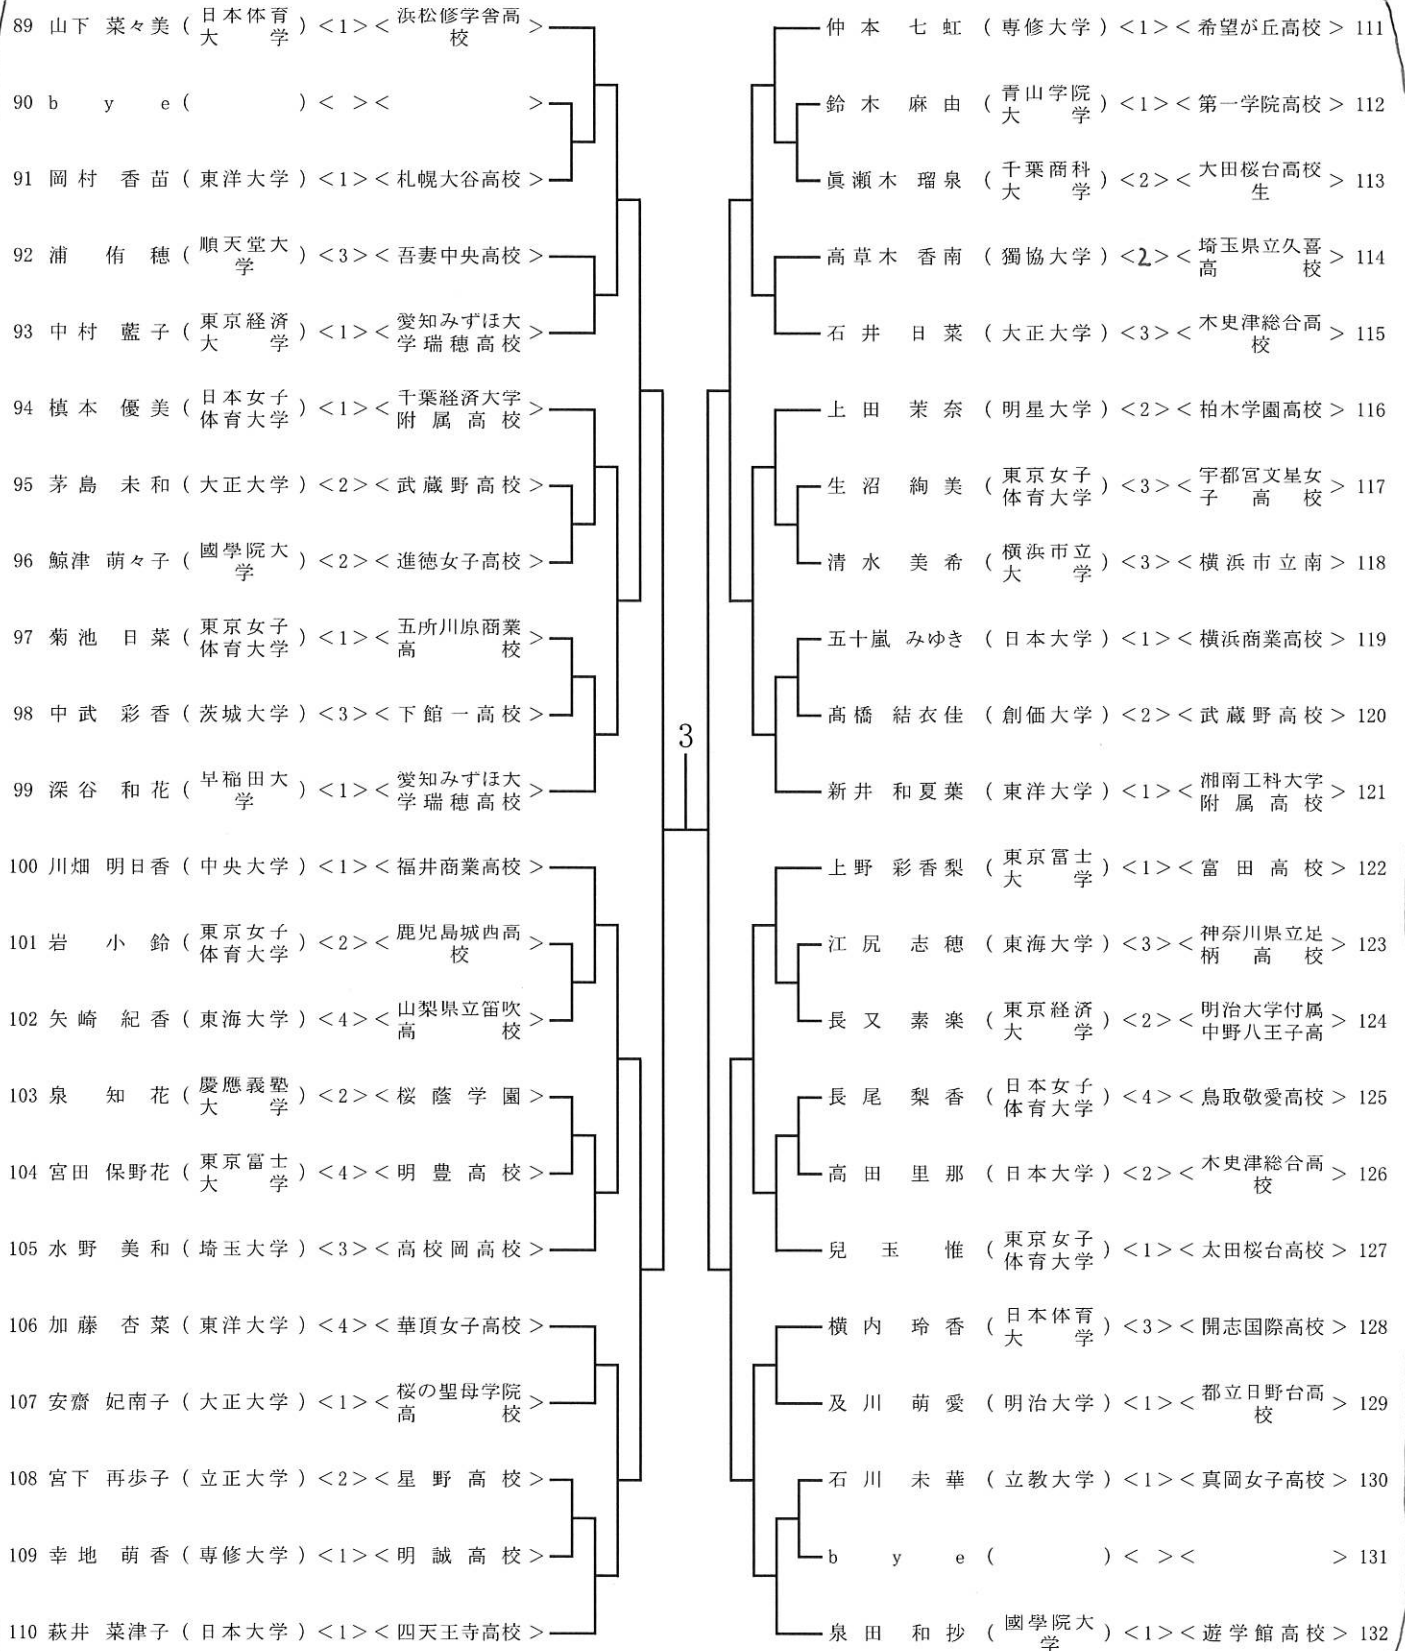 89 山下 菜々美 ( 日本体育大学 ) <1> < 浜松修学舎高校 >
90 bye ( ) < > < >
91 岡村 香苗 ( 東洋大学 ) <1> < 札幌大谷高校 >
92 浦 侑穂 ( 順天堂大学 ) <3> < 吾妻中央高校 >
93 中村 藍子 ( 東京経済大学 ) <1> < 愛知みずほ大学瑞穂高校 >
94 槙本 優美 ( 日本女子体育大学 ) <1> < 千葉経済大学附属高校 >
95 茅島 未和 ( 大正大学 ) <2> < 武蔵野高校 >
96 鯨津 萌々子 ( 國學院大学 ) <2> < 進徳女子高校 >
97 菊池 日菜 ( 東京女子体育大学 ) <1> < 五所川原商業高校 >
98 中武 彩香 ( 茨城大学 ) <3> < 下館一高校 >
99 深谷 和花 ( 早稲田大学 ) <1> < 愛知みずほ大学瑞穂高校 >
100 川畑 明日香 ( 中央大学 ) <1> < 福井商業高校 >
101 岩 小鈴 ( 東京女子体育大学 ) <2> < 鹿児島城西高校 >
102 矢崎 紀香 ( 東海大学 ) <4> < 山梨県立笛吹高校 >
103 泉 知花 ( 慶應義塾大学 ) <2> < 桜蔭学園 >
104 宮田 保野花 ( 東京富士大学 ) <4> < 明豊高校 >
105 水野 美和 ( 埼玉大学 ) <3> < 高校岡高校 >
106 加藤 杏菜 ( 東洋大学 ) <4> < 華頂女子高校 >
107 安齋 妃南子 ( 大正大学 ) <1> < 桜の聖母学院高校 >
108 宮下 再歩子 ( 立正大学 ) <2> < 星野高校 >
109 幸地 萌香 ( 専修大学 ) <1> < 明誠高校 >
110 萩井 菜津子 ( 日本大学 ) <1> < 四天王寺高校 >
3
仲本 七虹 ( 専修大学 ) <1> < 希望が丘高校 > 111
鈴木 麻由 ( 青山学院大学 ) <1> < 第一学院高校 > 112
眞瀬木 瑠泉 ( 千葉商科大学 ) <2> < 大田桜台高校生 > 113
高草木 香南 ( 獨協大学 ) <2> < 埼玉県立久喜高校 > 114
石井 日菜 ( 大正大学 ) <3> < 木更津総合高校 > 115
上田 茉奈 ( 明星大学 ) <2> < 柏木学園高校 > 116
生沼 絢美 ( 東京女子体育大学 ) <3> < 宇都宮文星女子高校 > 117
清水 美希 ( 横浜市立大学 ) <3> < 横浜市立南 > 118
五十嵐 みゆき ( 日本大学 ) <1> < 横浜商業高校 > 119
髙橋 結衣佳 ( 創価大学 ) <2> < 武蔵野高校 > 120
新井 和夏葉 ( 東洋大学 ) <1> < 湘南工科大学附属高校 > 121
上野 彩香梨 ( 東京富士大学 ) <1> < 富田高校 > 122
江尻 志穂 ( 東海大学 ) <3> < 神奈川県立足柄高校 > 123
長又 素楽 ( 東京経済大学 ) <2> < 明治大学付属中野八王子高 > 124
長尾 梨香 ( 日本女子体育大学 ) <4> < 鳥取敬愛高校 > 125
高田 里那 ( 日本大学 ) <2> < 木更津総合高校 > 126
兒玉 惟 ( 東京女子体育大学 ) <1> < 太田桜台高校 > 127
横内 玲香 ( 日本体育大学 ) <3> < 開志国際高校 > 128
及川 萌愛 ( 明治大学 ) <1> < 都立日野台高校 > 129
石川 未華 ( 立教大学 ) <1> < 真岡女子高校 > 130
bye ( ) < > < > 131
泉田 和抄 ( 國學院大学 ) <1> < 遊学館高校 > 132